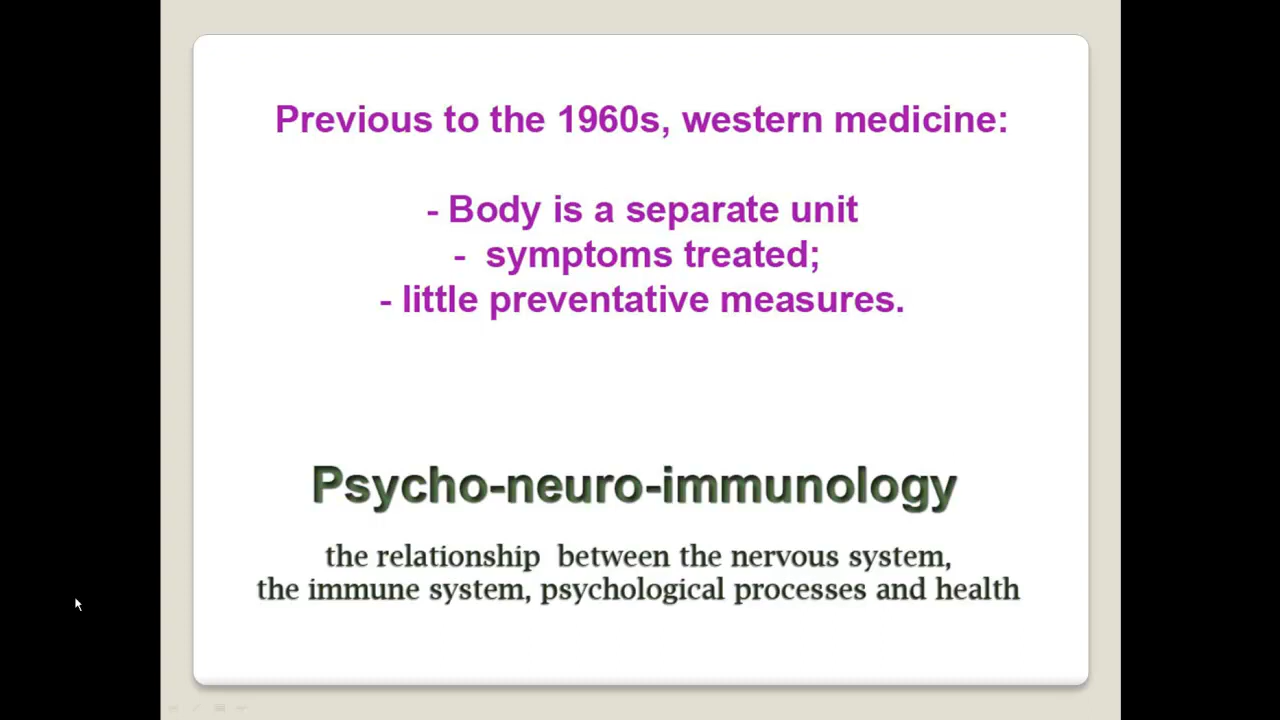 Previous to the 1960s, western medicine:
- Body is a separate unit
- symptoms treated;
- little preventative measures.
Psycho-neuro-immunology
the relationship between the nervous system,
the immune system, psychological processes and health